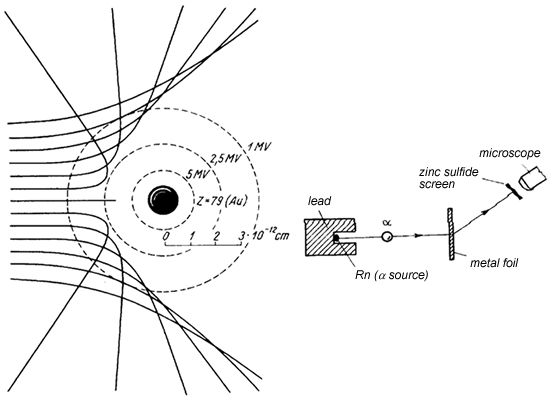 1 MV
2,5 MV
5 MV
Z=79 (Au)
0 1 2 3·10⁻¹² cm
microscope
zinc sulfide
screen
lead
α
metal foil
Rn (α source)